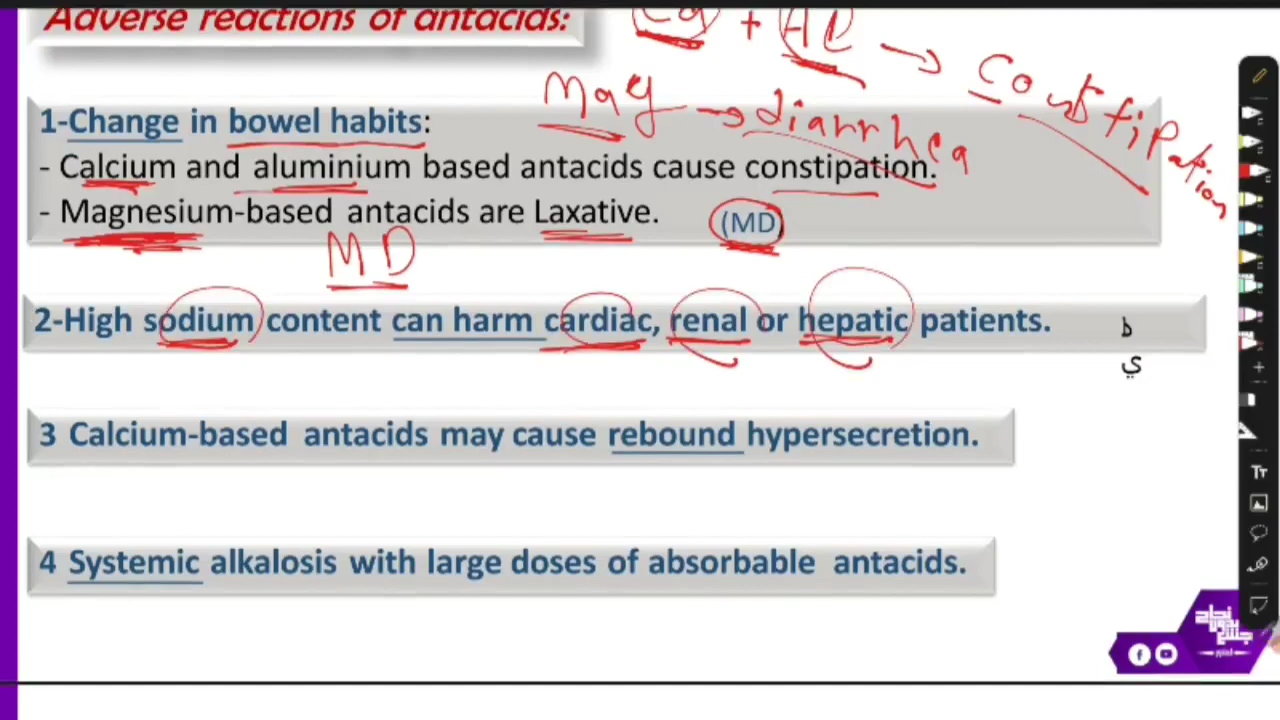 Adverse reactions of antacids:
Ca + Al → Constipation
Mag → diarrhea
1-Change in bowel habits:
- Calcium and aluminium based antacids cause constipation.
- Magnesium-based antacids are Laxative.
(MD)
MD
2-High sodium content can harm cardiac, renal or hepatic patients.
ي
3 Calcium-based antacids may cause rebound hypersecretion.
4 Systemic alkalosis with large doses of absorbable antacids.
Tт